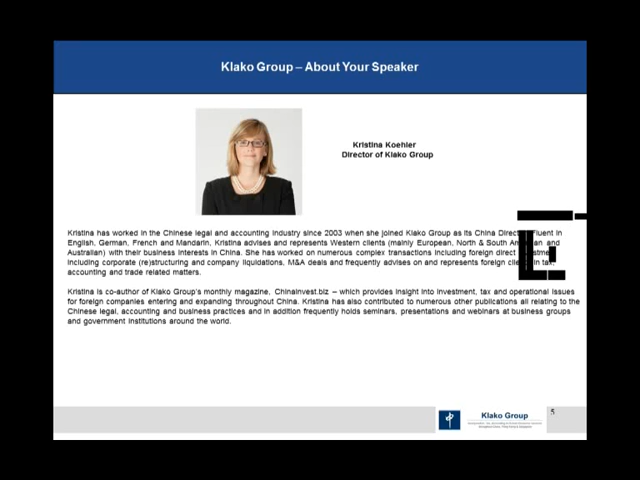 Klako Group – About Your Speaker
Kristina Koehler
Director of Klako Group
Kristina has worked in the Chinese legal and accounting industry since 2003 when she joined Klako Group as its China Fluent in
English, German, French and Mandarin, Kristina advises and represents Western clients (mainly European, North & South and
Australian) with their business interests in China. She has worked on numerous complex transactions including foreign direct
including corporate (re)structuring and company liquidations, M&A deals and frequently advises on and represents foreign in tax,
accounting and trade related matters.
Kristina is co-author of Klako Group's monthly magazine, ChinaInvest.biz – which provides insight into investment, tax and operational issues
for foreign companies entering and expanding throughout China. Kristina has also contributed to numerous other publications all relating to the
Chinese legal, accounting and business practices and in addition frequently holds seminars, presentations and webinars at business groups
and government institutions around the world.
Klako Group
5